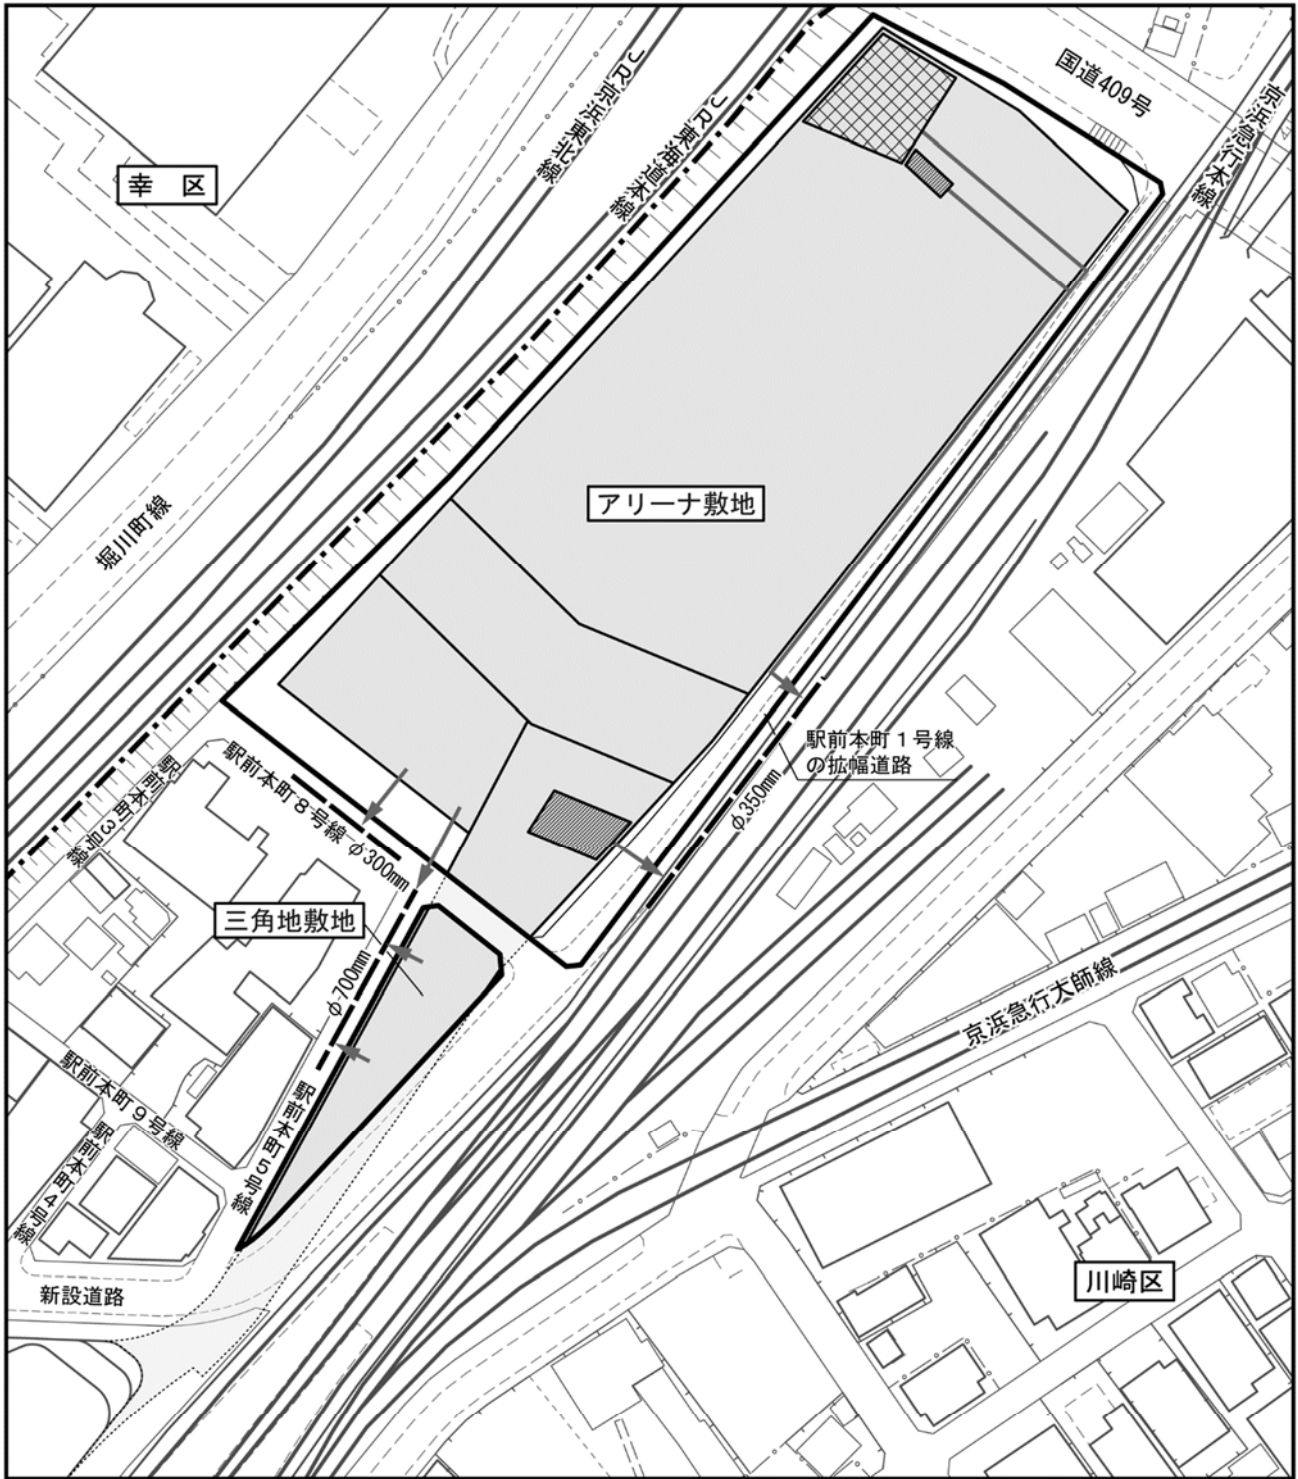 国道409号
京浜急行本線
JR京浜東北線
JR東海道本線
幸　区
アリーナ敷地
堀川町線
駅前本町１号線
の拡幅道路
φ350㎜
駅前本町3号線
駅前本町８号線 φ300㎜
三角地敷地
φ700㎜
京浜急行大師線
駅前本町９号線
駅前本町４号線
駅前本町５号線
新設道路
川崎区